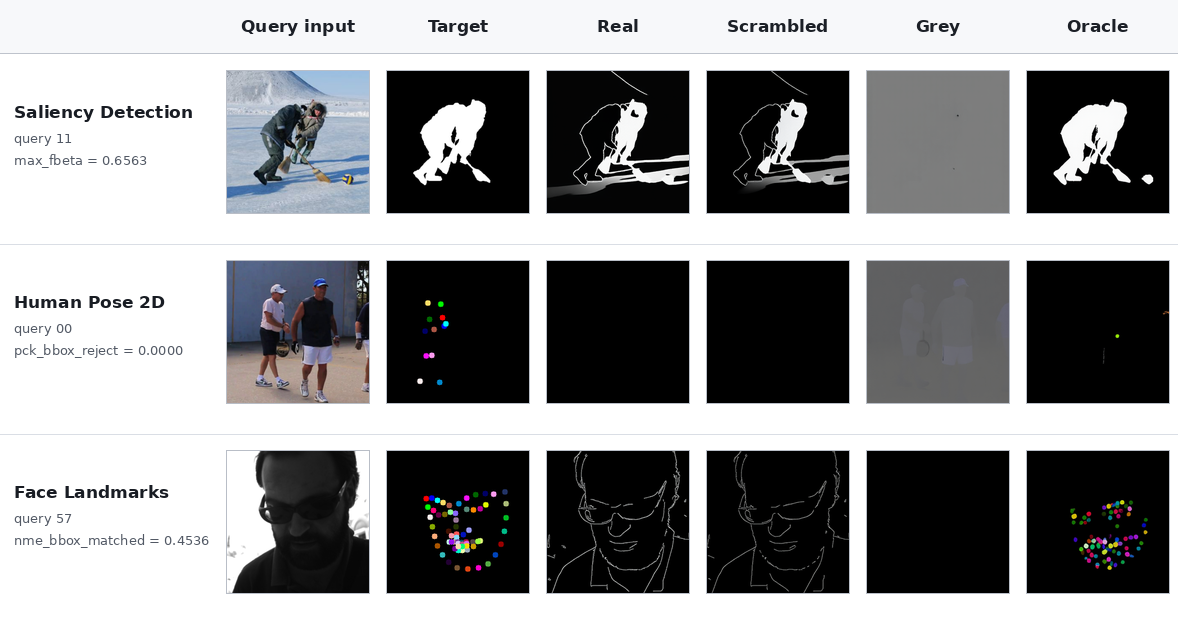 Query input Target Real Scrambled Grey Oracle
Saliency Detection
query 11
max_fbeta = 0.6563
Human Pose 2D
query 00
pck_bbox_reject = 0.0000
Face Landmarks
query 57
nme_bbox_matched = 0.4536